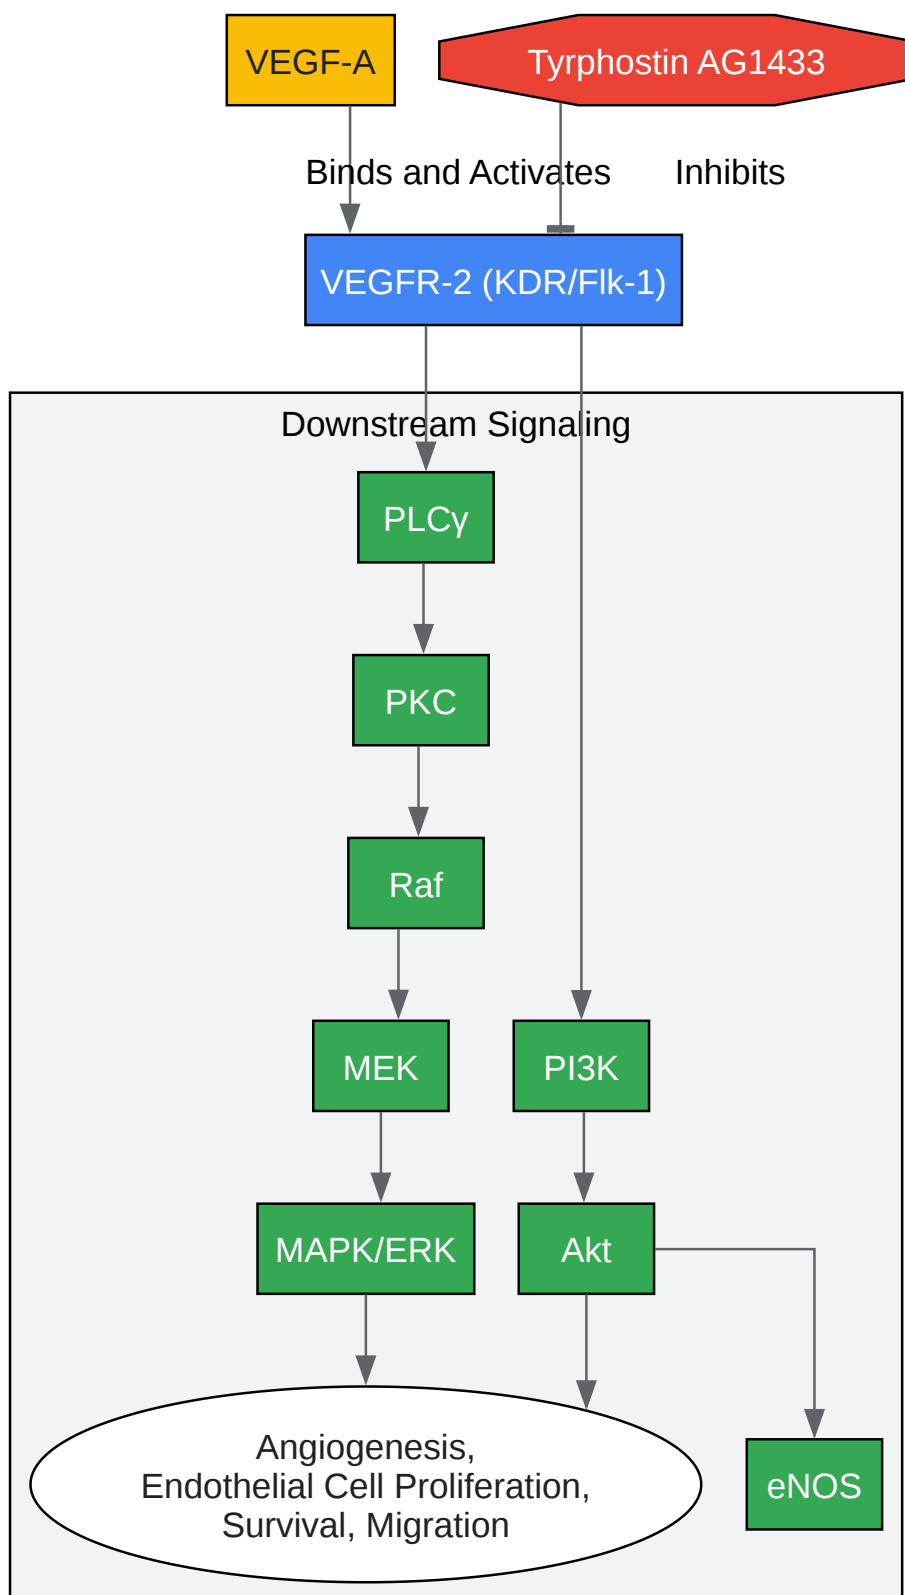 VEGF-A
Tyrphostin AG1433
Binds and Activates
Inhibits
VEGFR-2 (KDR/Flk-1)
Downstream Signaling
PLCγ
PKC
Raf
MEK
PI3K
MAPK/ERK
Akt
Angiogenesis,
Endothelial Cell Proliferation,
Survival, Migration
eNOS